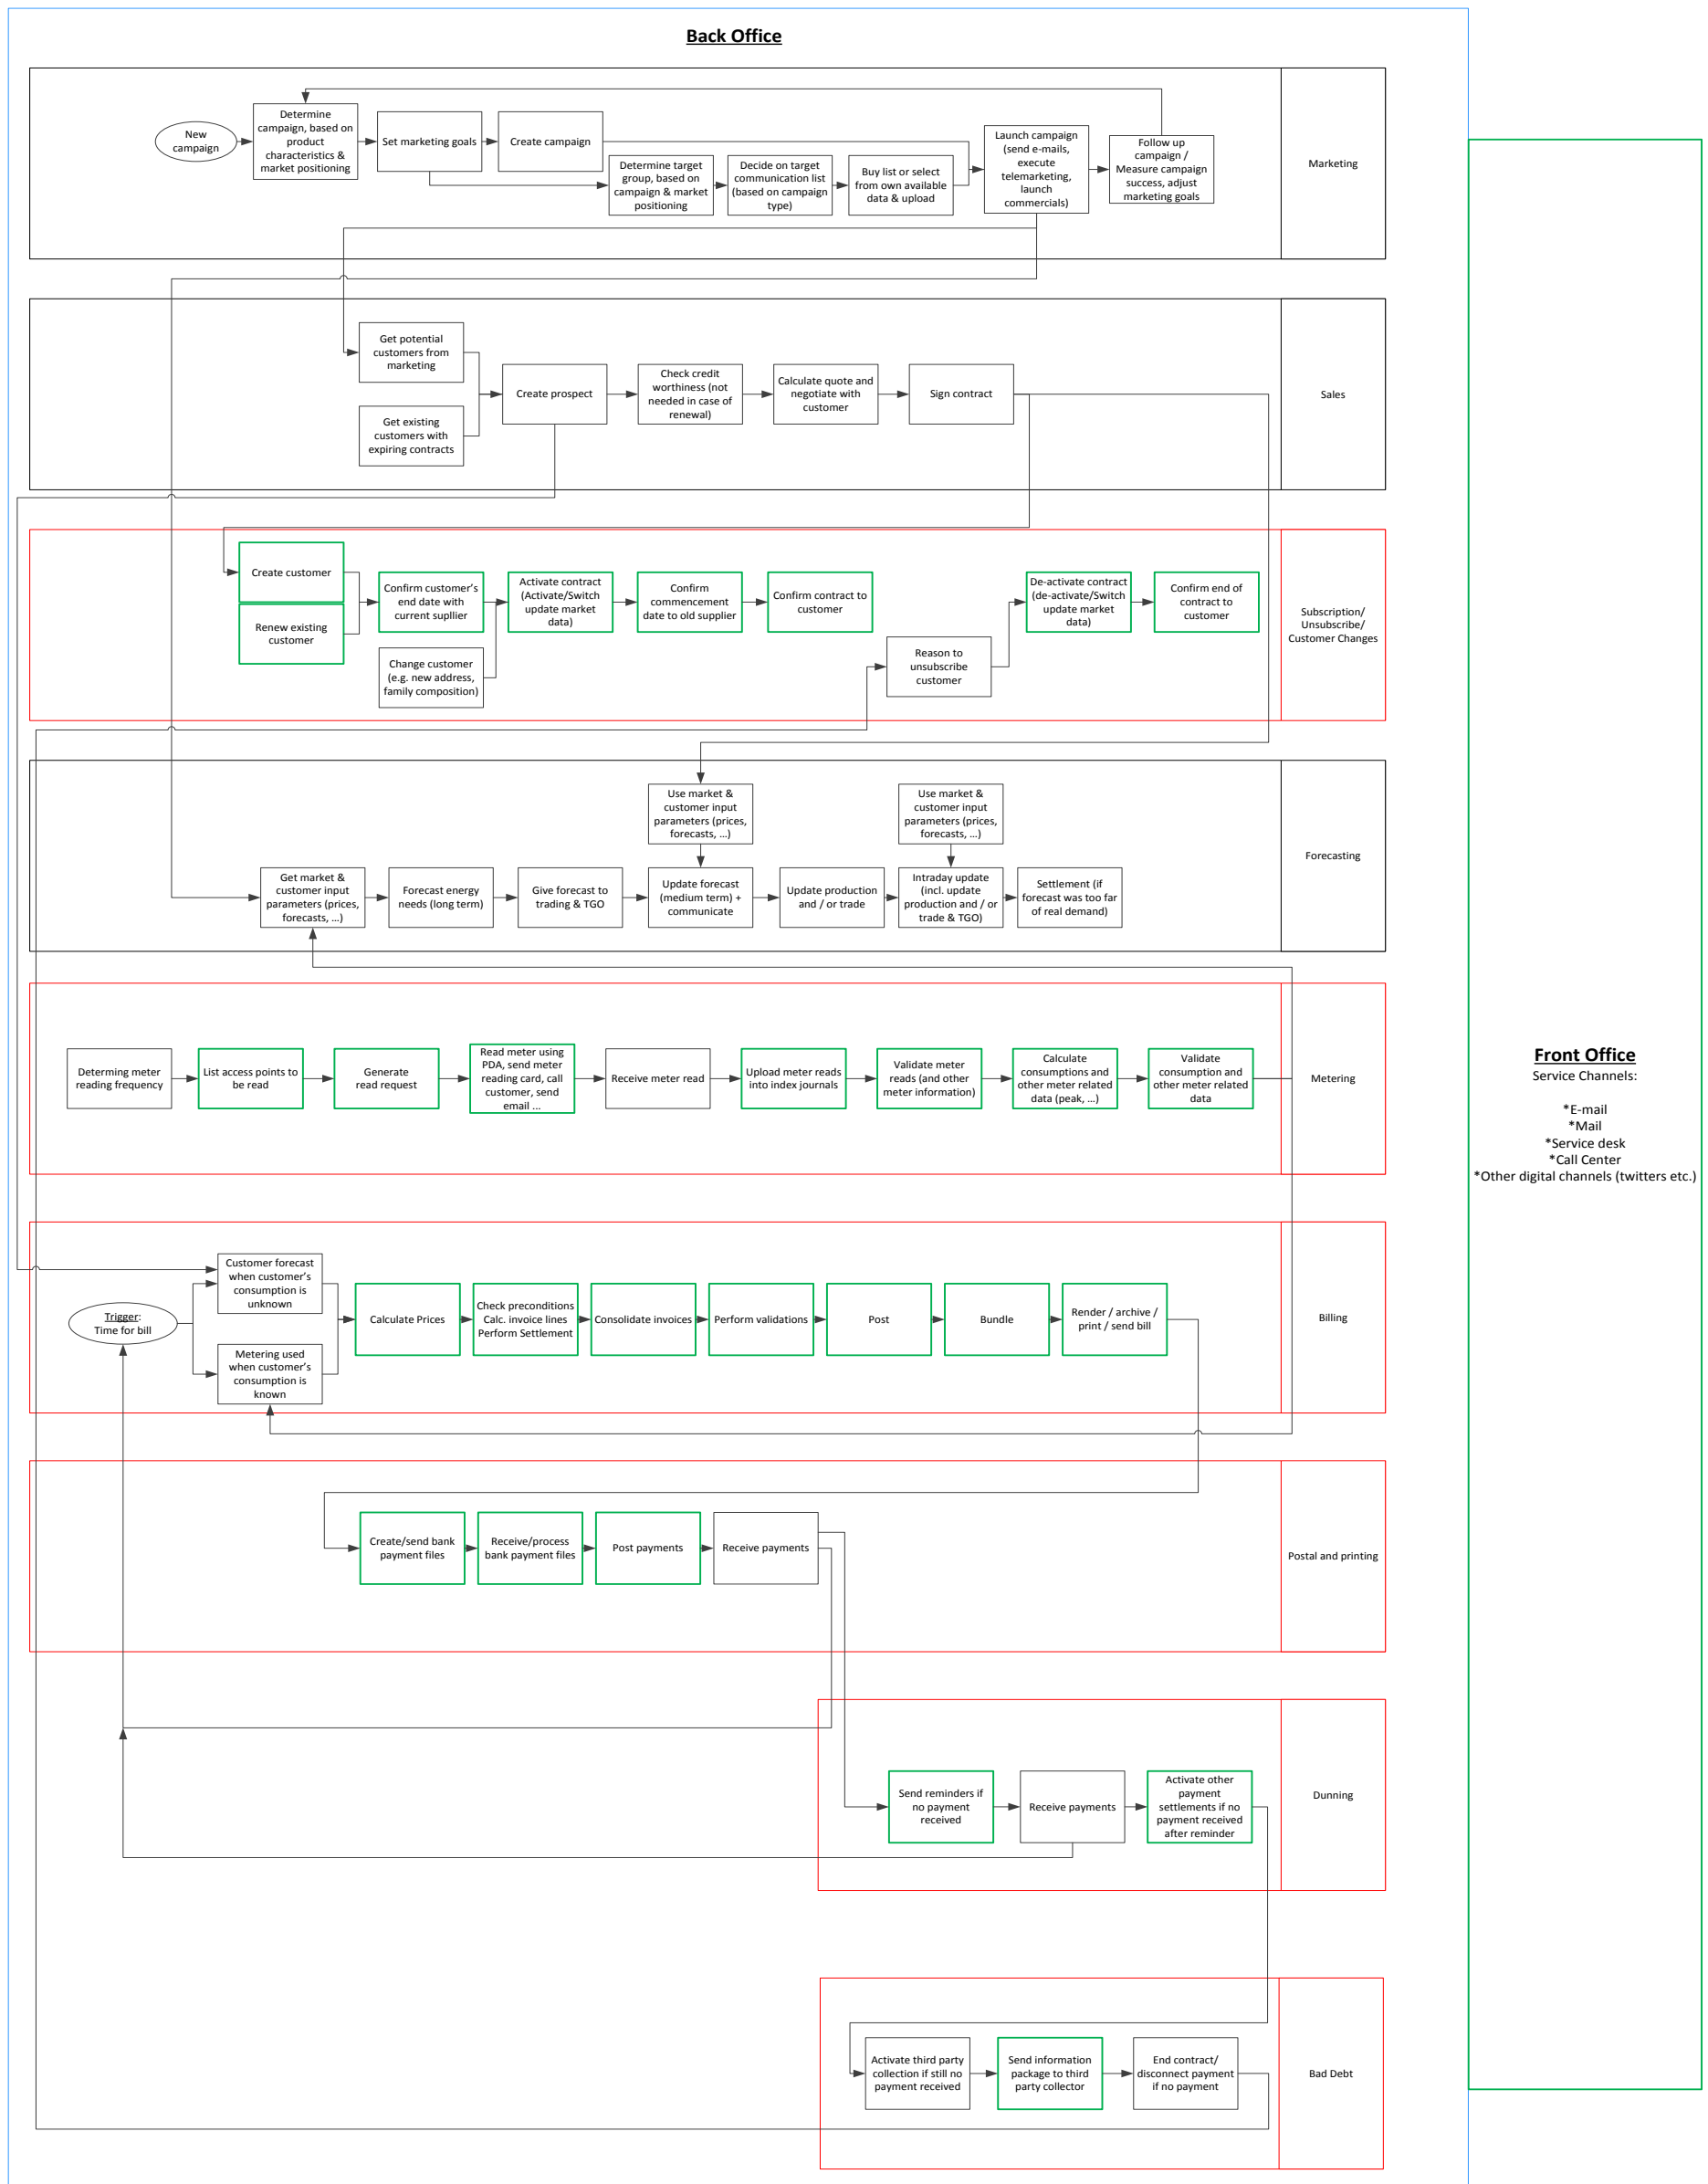 Back Office
New
campaign
Determine
campaign, based on
product
characteristics &
market positioning
Set marketing goals
Create campaign
Determine target
group, based on
campaign & market
positioning
Decide on target
communication list
(based on campaign
type)
Buy list or select
from own available
data & upload
Launch campaign
(send e-mails,
execute
telemarketing,
launch
commercials)
Follow up
campaign /
Measure campaign
success, adjust
marketing goals
Marketing
Get potential
customers from
marketing
Get existing
customers with
expiring contracts
Create prospect
Check credit
worthiness (not
needed in case of
renewal)
Calculate quote and
negotiate with
customer
Sign contract
Sales
Create customer
Renew existing
customer
Confirm customer's
end date with
current supllier
Change customer
(e.g. new address,
family composition)
Activate contract
(Activate/Switch
update market
data)
Confirm
commencement
date to old supplier
Confirm contract to
customer
Reason to
unsubscribe
customer
De-activate contract
(de-activate/Switch
update market
data)
Confirm end of
contract to
customer
Subscription/
Unsubscribe/
Customer Changes
Use market &
customer input
parameters (prices,
forecasts, ...)
Use market &
customer input
parameters (prices,
forecasts, ...)
Get market &
customer input
parameters (prices,
forecasts, ...)
Forecast energy
needs (long term)
Give forecast to
trading & TGO
Update forecast
(medium term) +
communicate
Update production
and / or trade
Intraday update
(incl. update
production and / or
trade & TGO)
Settlement (if
forecast was too far
of real demand)
Forecasting
Determing meter
reading frequency
List access points to
be read
Generate
read request
Read meter using
PDA, send meter
reading card, call
customer, send
email ...
Receive meter read
Upload meter reads
into index journals
Validate meter
reads (and other
meter information)
Calculate
consumptions and
other meter related
data (peak, ...)
Validate
consumption and
other meter related
data
Metering
Trigger:
Time for bill
Customer forecast
when customer's
consumption is
unknown
Metering used
when customer's
consumption is
known
Calculate Prices
Check preconditions
Calc. invoice lines
Perform Settlement
Consolidate invoices
Perform validations
Post
Bundle
Render / archive /
print / send bill
Billing
Create/send bank
payment files
Receive/process
bank payment files
Post payments
Receive payments
Postal and printing
Send reminders if
no payment
received
Receive payments
Activate other
payment
settlements if no
payment received
after reminder
Dunning
Activate third party
collection if still no
payment received
Send information
package to third
party collector
End contract/
disconnect payment
if no payment
Bad Debt
Front Office
Service Channels:
*E-mail
*Mail
*Service desk
*Call Center
*Other digital channels (twitters etc.)